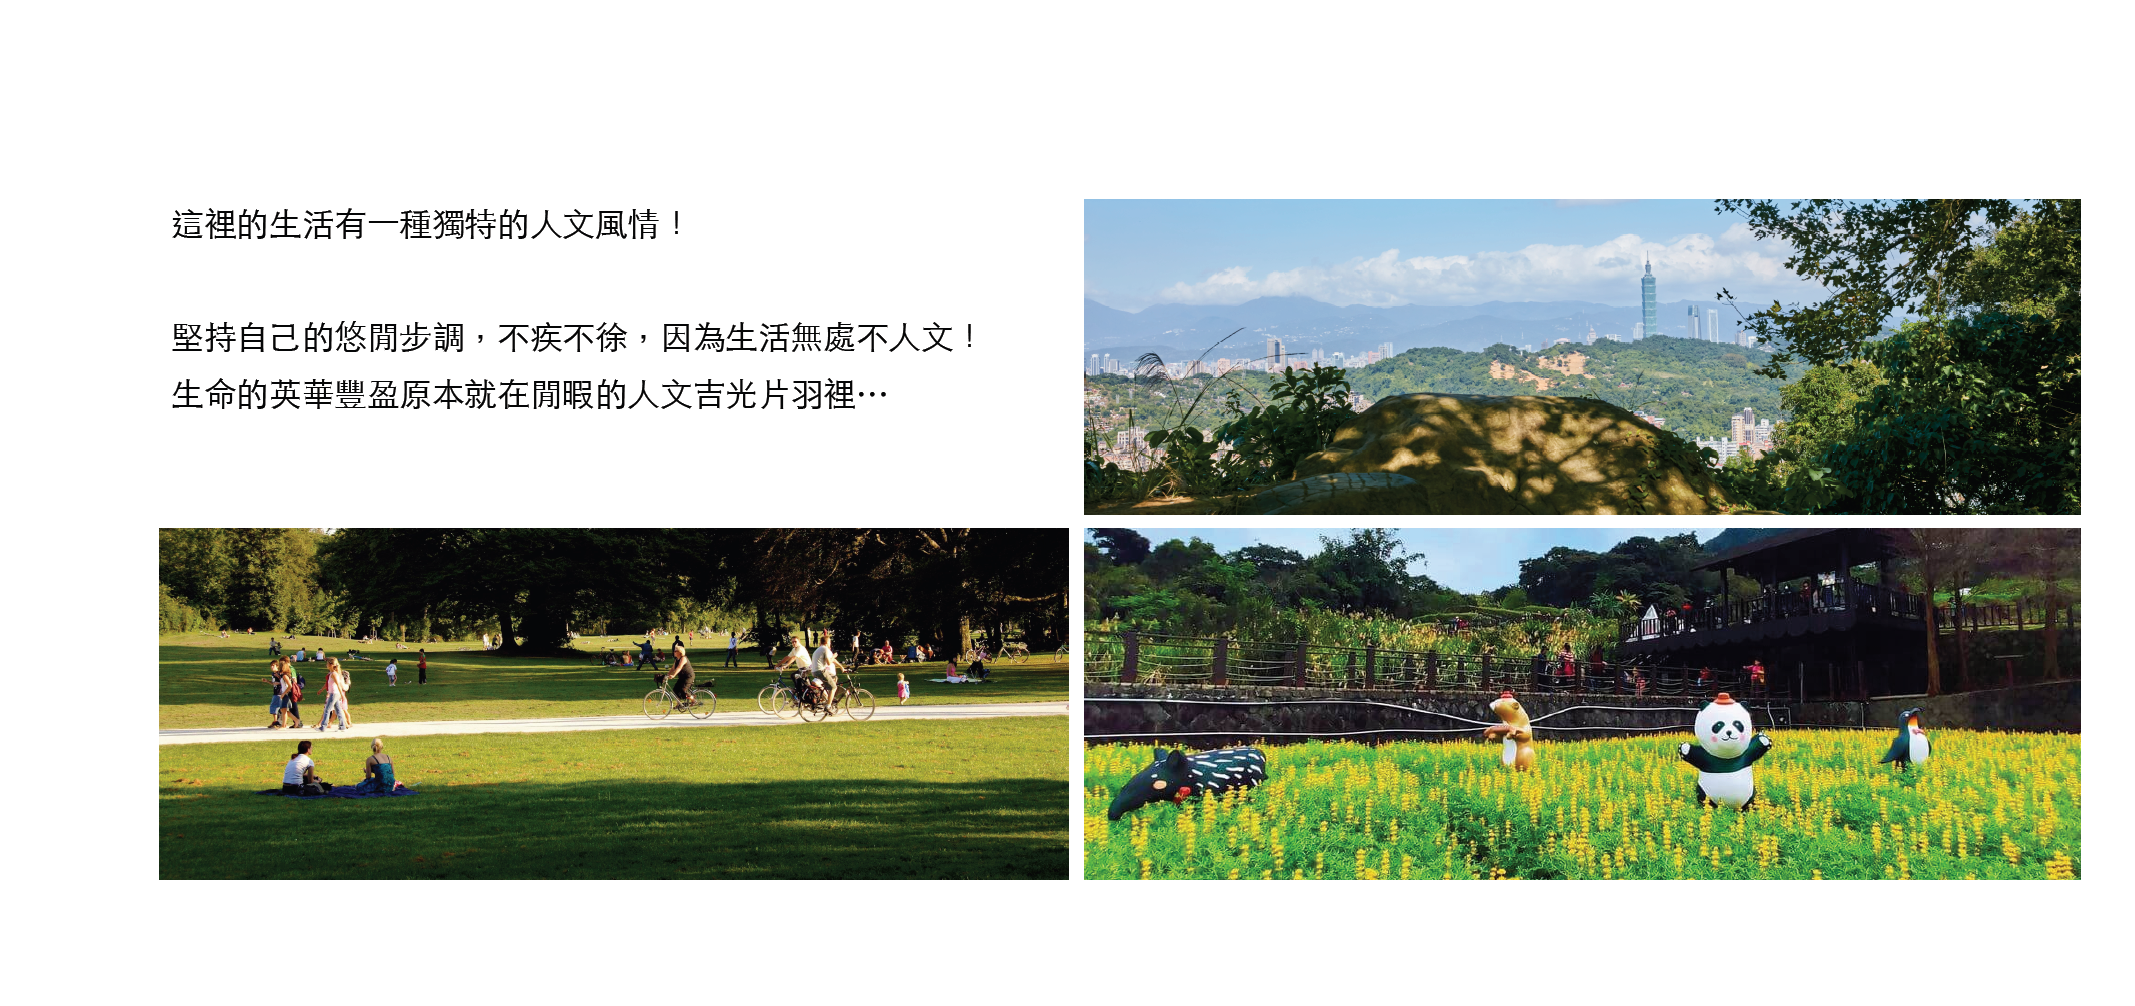 這裡的生活有一種獨特的人文風情！
堅持自己的悠閒步調，不疾不徐，因為生活無處不人文！
生命的英華豐盈原本就在閒暇的人文吉光片羽裡⋯